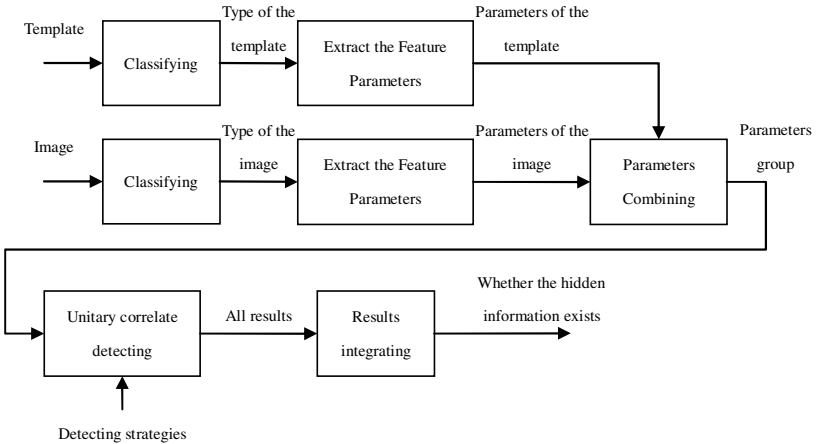 Template
Classifying
Type of the
template
Extract the Feature
Parameters
Parameters of the
template
Image
Classifying
Type of the
image
Extract the Feature
Parameters
Parameters of the
image
Parameters
Combining
Parameters
group
Unitary correlate
detecting
All results
Results
integrating
Whether the hidden
information exists
Detecting strategies